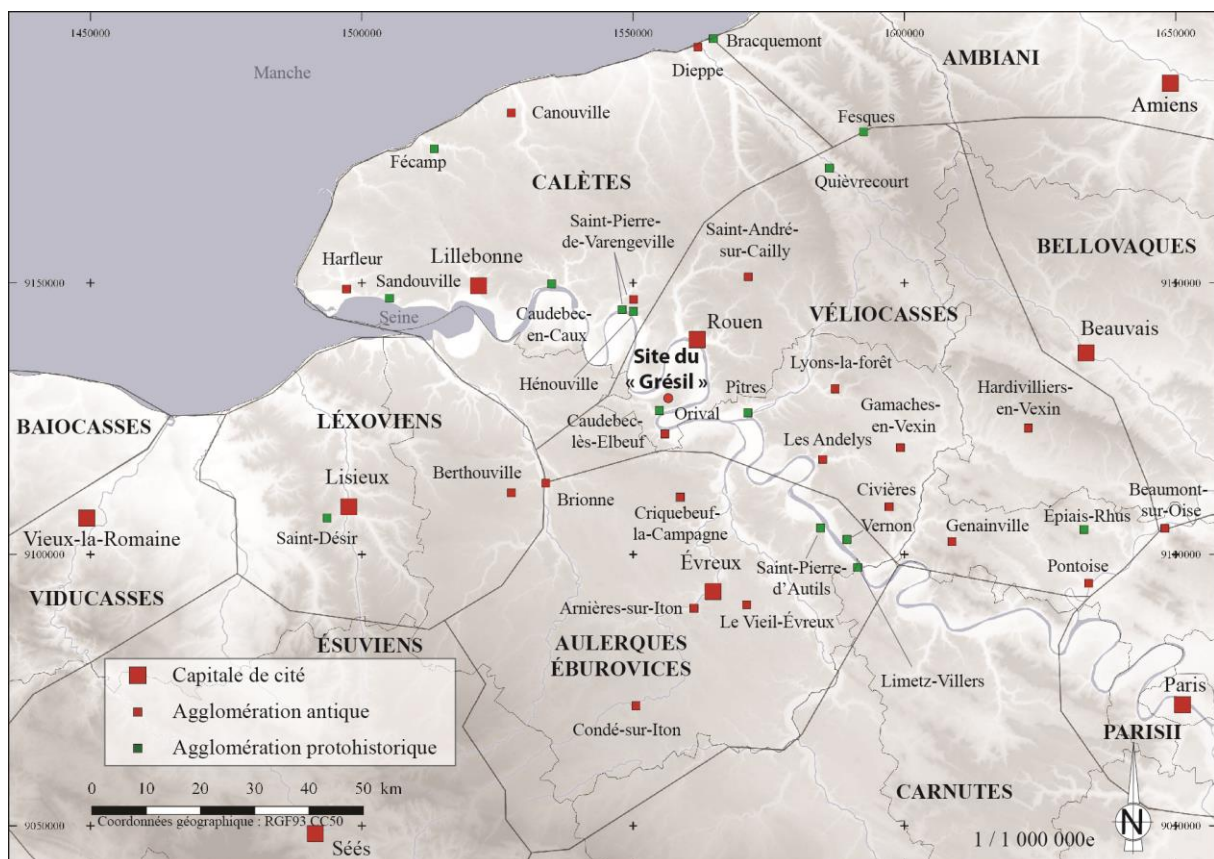 1450000
1500000
1550000
1600000
1650000
Bracquemont
Manche
Dieppe
AMBIANI
Amiens
Canouville
Fesques
Fécamp
Quièvrecourt
CALÈTES
Saint-Pierre-
de-Varengeville
Saint-André-
sur-Cailly
BELLOVAQUES
Harfleur
Lillebonne
Sandouville
9150000
9150000
Seine
Caudebec-
en-Caux
Rouen
VÉLIOCASSES
Beauvais
Site du
« Grésil »
Lyons-la-forêt
Hénouville
Pîtres
Hardivilliers-
en-Vexin
Gamaches-
en-Vexin
BAIOCASSES
LÉXOVIENS
Caudebec-
lès-Elbeuf
Orival
Les Andelys
Lisieux
Berthouville
Brionne
Criquebeuf-
la-Campagne
Civières
Beaumont-
sur-Oise
Vieux-la-Romaine
Saint-Désir
Vernon
Genainville
Épiais-Rhus
9100000
9100000
Évreux
Saint-Pierre-
d'Autils
Pontoise
VIDUCASSES
Arnières-sur-Iton
Le Vieil-Évreux
ÉSUVIENS
AULERQUES
ÉBUROVICES
Limetz-Villers
Capitale de cité
Agglomération antique
Agglomération protohistorique
Condé-sur-Iton
Paris
PARISII
0 10 20 30 40 50 km
CARNUTES
Coordonnées géographique : RGF93 CC50
9050000
9050000
Séés
1 / 1 000 000e
N